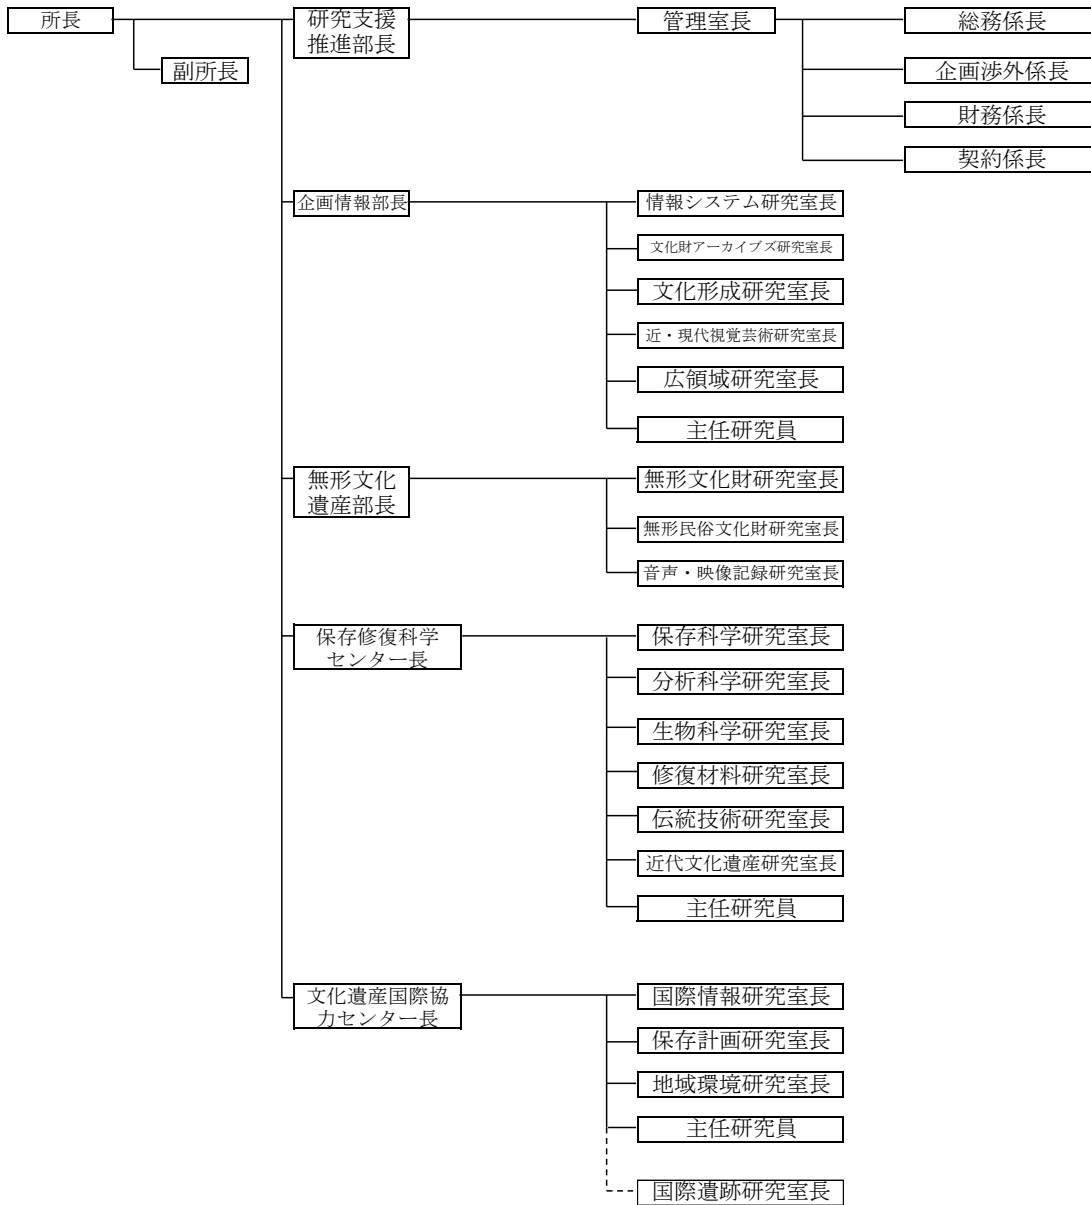 所長
研究支援
推進部長
管理室長
総務係長
副所長
企画渉外係長
財務係長
契約係長
企画情報部長
情報システム研究室長
文化財アーカイブズ研究室長
文化形成研究室長
近・現代視覚芸術研究室長
広領域研究室長
主任研究員
無形文化
遺産部長
無形文化財研究室長
無形民俗文化財研究室長
音声・映像記録研究室長
保存修復科学
センター長
保存科学研究室長
分析科学研究室長
生物科学研究室長
修復材料研究室長
伝統技術研究室長
近代文化遺産研究室長
主任研究員
文化遺産国際協
力センター長
国際情報研究室長
保存計画研究室長
地域環境研究室長
主任研究員
国際遺跡研究室長